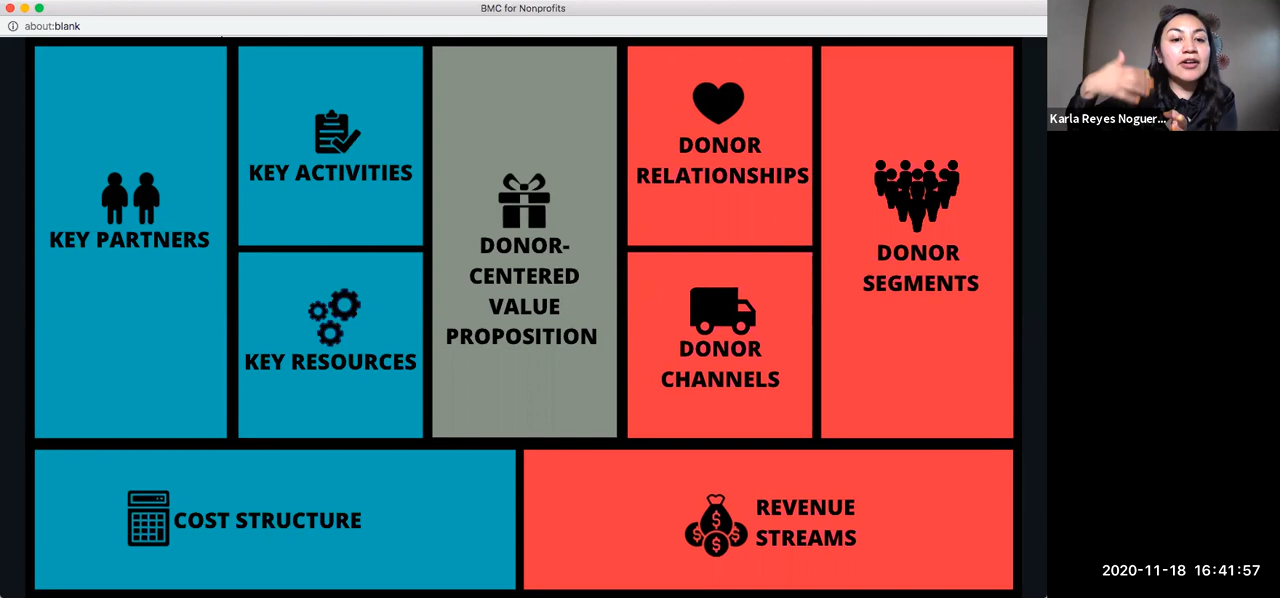 BMC for Nonprofits
about:blank
KEY PARTNERS
KEY ACTIVITIES
KEY RESOURCES
DONOR-
CENTERED
VALUE
PROPOSITION
DONOR
RELATIONSHIPS
DONOR
CHANNELS
DONOR
SEGMENTS
COST STRUCTURE
$
$
$
$
REVENUE
STREAMS
Karla Reyes Noguer...
2020-11-18 16:41:57